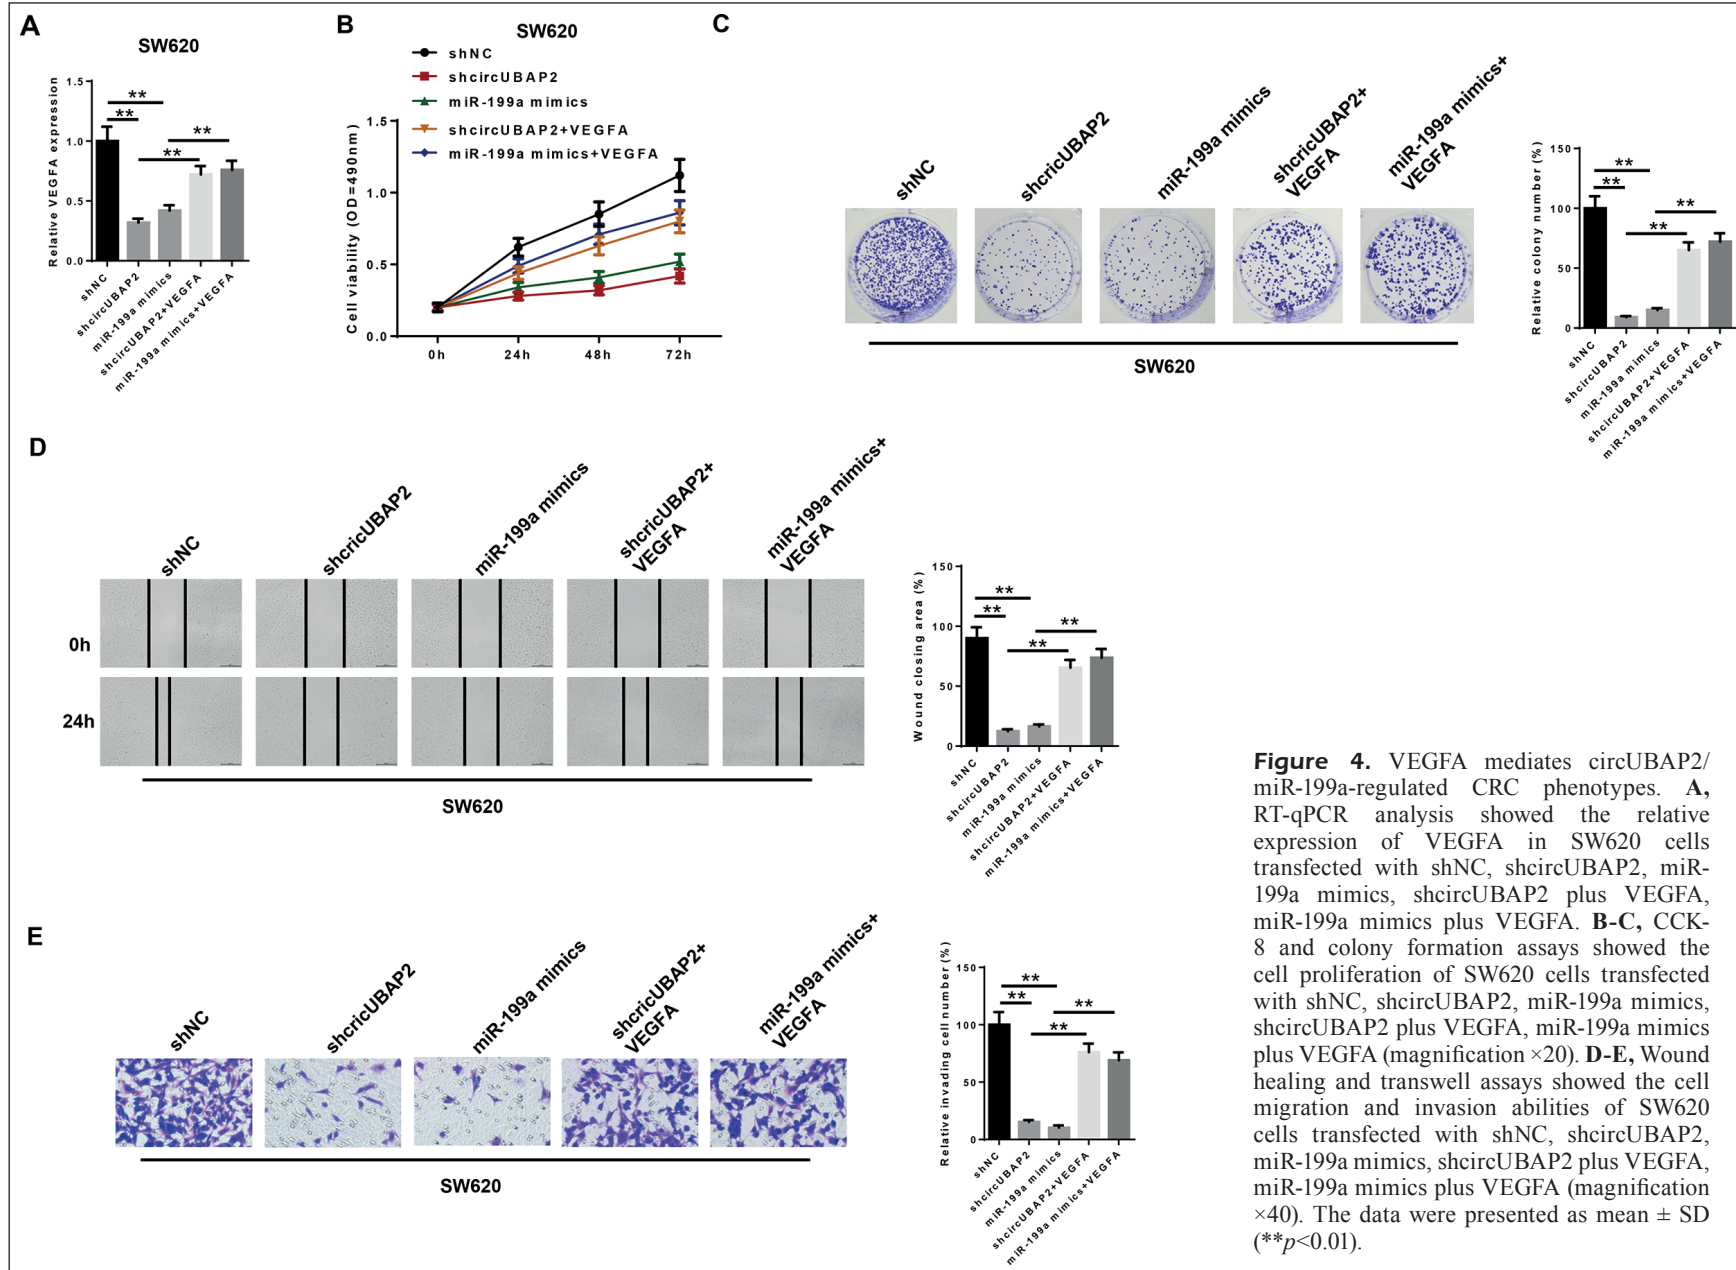 A
SW620
Relative VEGFA expression
1.5
1.0
0.5
0.0
**
**
**
**
shNC
shcircUBAP2
miR-199a mimics
shcircUBAP2+VEGFA
miR-199a mimics+VEGFA
B
SW620
shNC
shcircUBAP2
miR-199a mimics
shcircUBAP2+VEGFA
miR-199a mimics+VEGFA
Cell viability (OD=490nm)
1.5
1.0
0.5
0.0
0h
24h
48h
72h
C
shNC
shcricUBAP2
miR-199a mimics
shcricUBAP2+
VEGFA
miR-199a mimics+
VEGFA
SW620
Relative colony number (%)
150
100
50
0
**
**
**
**
shNC
shcircUBAP2
miR-199a mimics
shcircUBAP2+VEGFA
miR-199a mimics+VEGFA
D
shNC
shcricUBAP2
miR-199a mimics
shcricUBAP2+
VEGFA
miR-199a mimics+
VEGFA
0h
24h
SW620
Wound closing area (%)
150
100
50
0
**
**
**
**
shNC
shcircUBAP2
miR-199a mimics
shcircUBAP2+VEGFA
miR-199a mimics+VEGFA
E
shNC
shcricUBAP2
miR-199a mimics
shcricUBAP2+
VEGFA
miR-199a mimics+
VEGFA
SW620
Relative invading cell number (%)
150
100
50
0
**
**
**
**
shNC
shcircUBAP2
miR-199a mimics
shcircUBAP2+VEGFA
miR-199a mimics+VEGFA
Figure 4. VEGFA mediates circUBAP2/
miR-199a-regulated CRC phenotypes. A,
RT-qPCR analysis showed the relative
expression of VEGFA in SW620 cells
transfected with shNC, shcircUBAP2, miR-
199a mimics, shcircUBAP2 plus VEGFA,
miR-199a mimics plus VEGFA. B-C, CCK-
8 and colony formation assays showed the
cell proliferation of SW620 cells transfected
with shNC, shcircUBAP2, miR-199a mimics,
shcircUBAP2 plus VEGFA, miR-199a mimics
plus VEGFA (magnification ×20). D-E, Wound
healing and transwell assays showed the cell
migration and invasion abilities of SW620
cells transfected with shNC, shcircUBAP2,
miR-199a mimics, shcircUBAP2 plus VEGFA,
miR-199a mimics plus VEGFA (magnification
×40). The data were presented as mean ± SD
(**p<0.01).